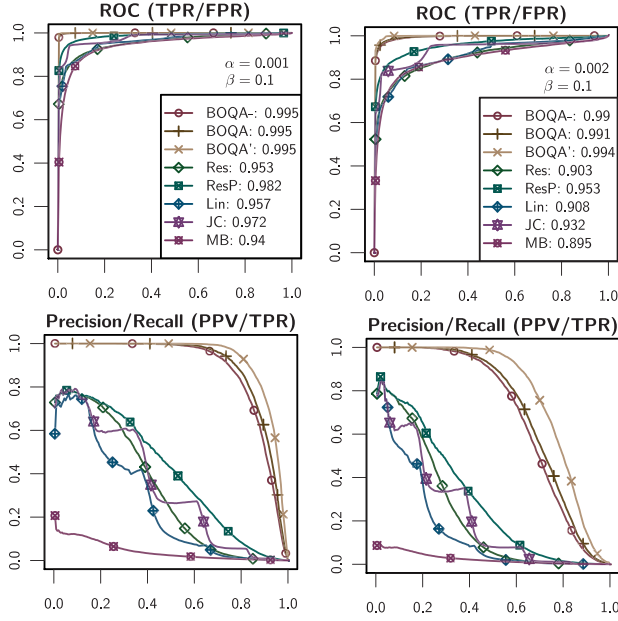 ROC (TPR/FPR)
α = 0.001
β = 0.1
BOQA-: 0.995
BOQA: 0.995
BOQA': 0.995
Res: 0.953
ResP: 0.982
Lin: 0.957
JC: 0.972
MB: 0.94
0.0 0.2 0.4 0.6 0.8 1.0
0.0 0.2 0.4 0.6 0.8 1.0
ROC (TPR/FPR)
α = 0.002
β = 0.1
BOQA-: 0.99
BOQA: 0.991
BOQA': 0.994
Res: 0.903
ResP: 0.953
Lin: 0.908
JC: 0.932
MB: 0.895
0.0 0.2 0.4 0.6 0.8 1.0
0.0 0.2 0.4 0.6 0.8 1.0
Precision/Recall (PPV/TPR)
0.0 0.2 0.4 0.6 0.8 1.0
0.0 0.2 0.4 0.6 0.8 1.0
Precision/Recall (PPV/TPR)
0.0 0.2 0.4 0.6 0.8 1.0
0.0 0.2 0.4 0.6 0.8 1.0